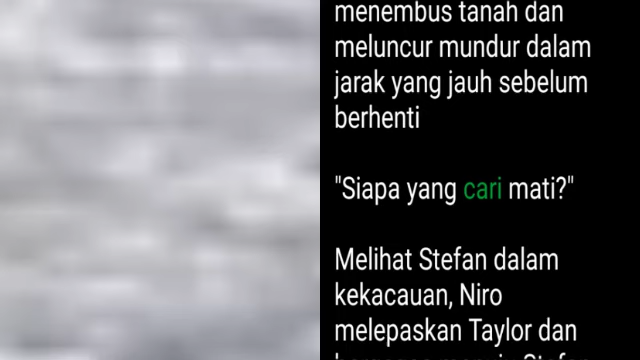 menembus tanah dan
meluncur mundur dalam
jarak yang jauh sebelum
berhenti
"Siapa yang cari mati?"
Melihat Stefan dalam
kekacauan, Niro
melepaskan Taylor dan